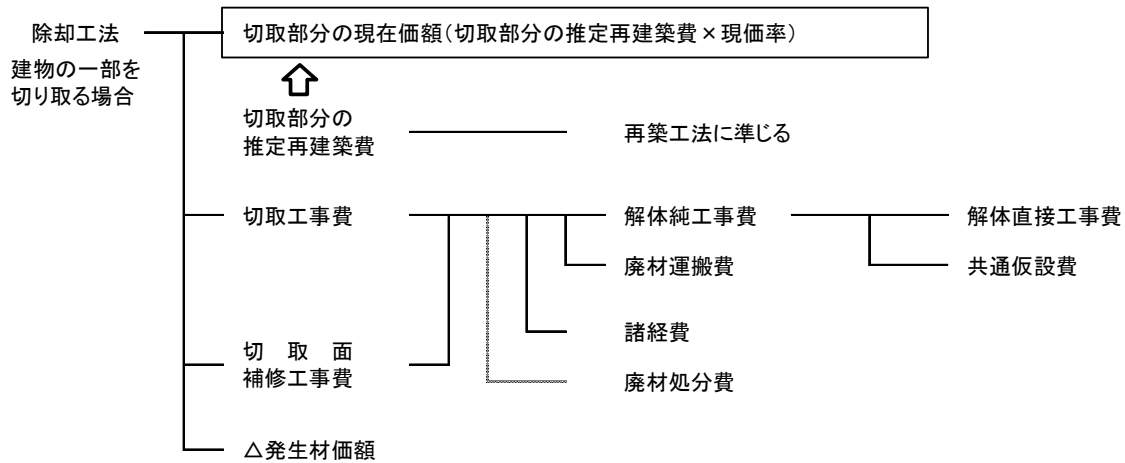 除却工法
建物の一部を
切り取る場合
切取部分の現在価額(切取部分の推定再建築費×現価率)
切取部分の
推定再建築費
再築工法に準じる
切取工事費
解体純工事費
解体直接工事費
廃材運搬費
共通仮設費
諸経費
切 取 面
補修工事費
廃材処分費
△発生材価額